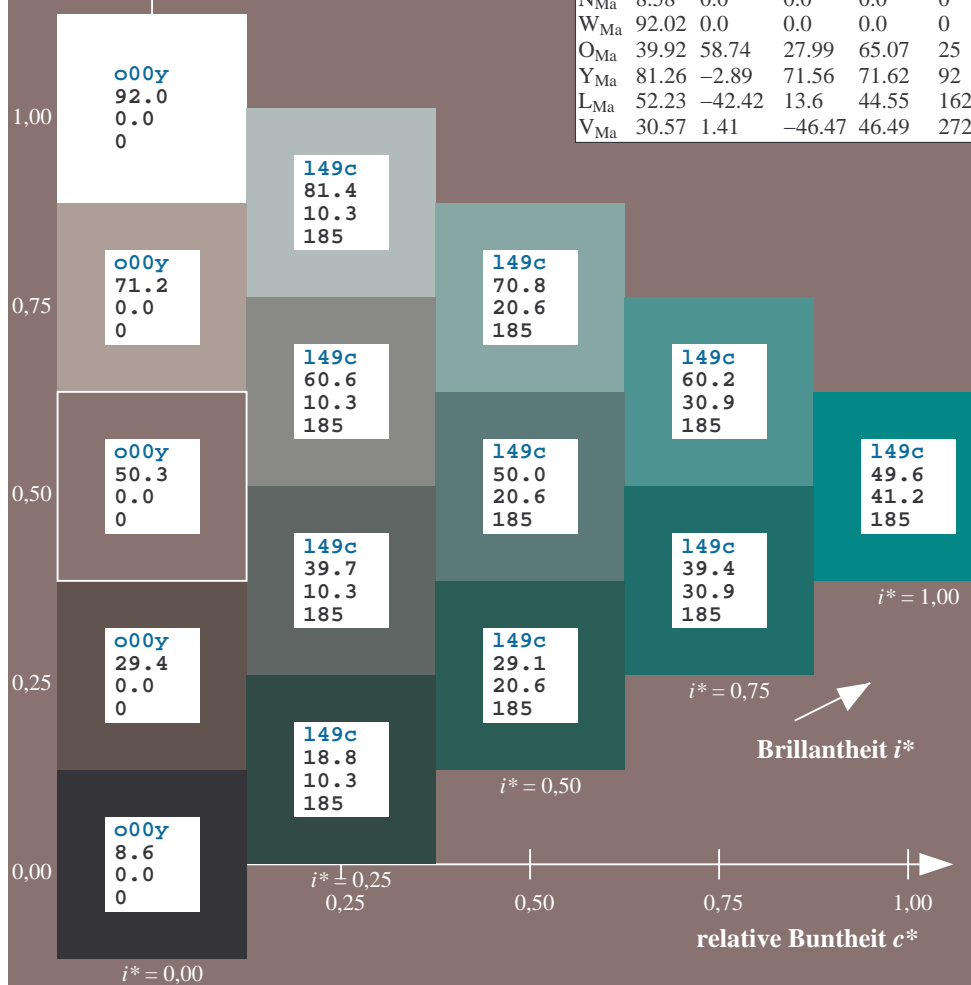 N_Ma 8.58 0.0 0.0 0.0 0
W_Ma 92.02 0.0 0.0 0.0 0
O_Ma 39.92 58.74 27.99 65.07 25
Y_Ma 81.26 −2.89 71.56 71.62 92
L_Ma 52.23 −42.42 13.6 44.55 162
V_Ma 30.57 1.41 −46.47 46.49 272
1,00
0,75
0,50
0,25
0,00
o00y
92.0
0.0
0
o00y
71.2
0.0
0
o00y
50.3
0.0
0
o00y
29.4
0.0
0
o00y
8.6
0.0
0
i* = 0,00
l49c
81.4
10.3
185
l49c
60.6
10.3
185
l49c
39.7
10.3
185
l49c
18.8
10.3
185
i* = 0,25
l49c
70.8
20.6
185
l49c
50.0
20.6
185
l49c
29.1
20.6
185
i* = 0,50
l49c
60.2
30.9
185
l49c
39.4
30.9
185
i* = 0,75
l49c
49.6
41.2
185
i* = 1,00
Brillantheit i*
0,25 0,50 0,75 1,00
relative Buntheit c*